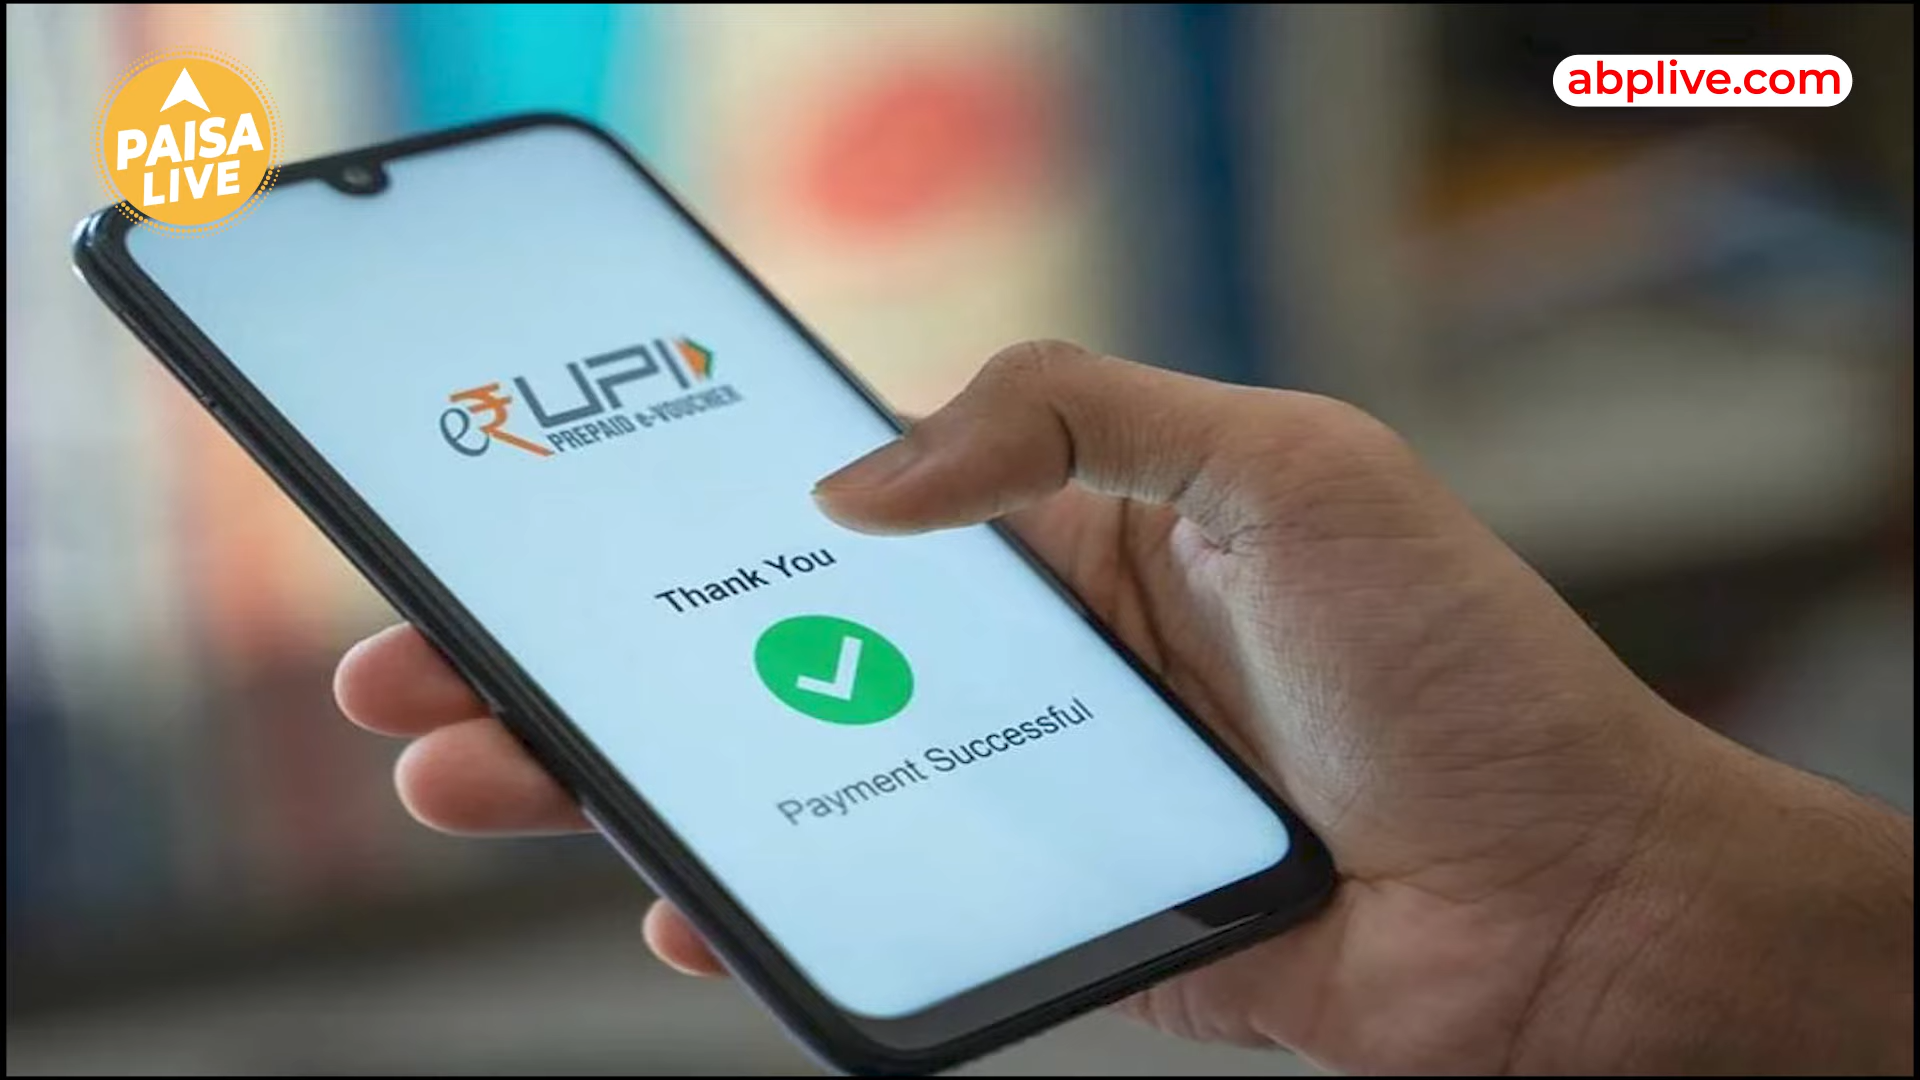 PAISA
LIVE
abplive.com
e₹UPI
PREPAID e-VOUCHER
Thank You
Payment Successful